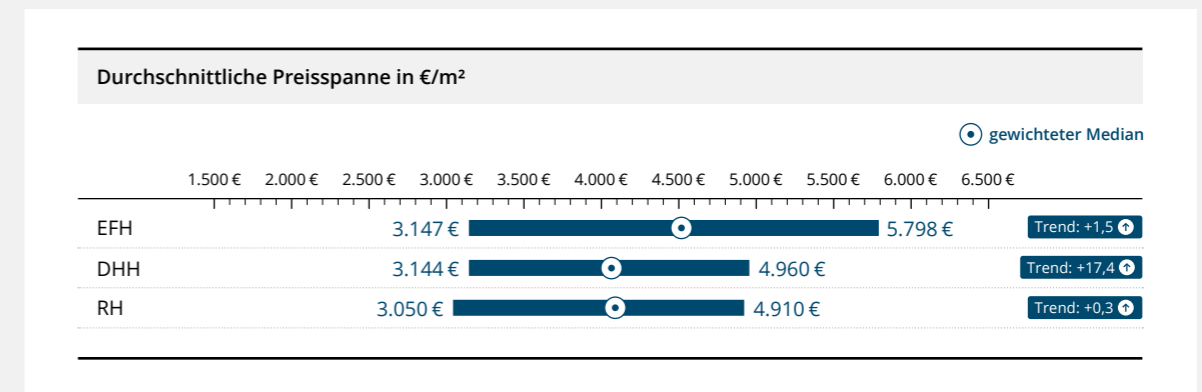 Durchschnittliche Preisspanne in €/m²
gewichteter Median
1.500 € 2.000 € 2.500 € 3.000 € 3.500 € 4.000 € 4.500 € 5.000 € 5.500 € 6.000 € 6.500 €
EFH 3.147 € 5.798 € Trend: +1,5
DHH 3.144 € 4.960 € Trend: +17,4
RH 3.050 € 4.910 € Trend: +0,3